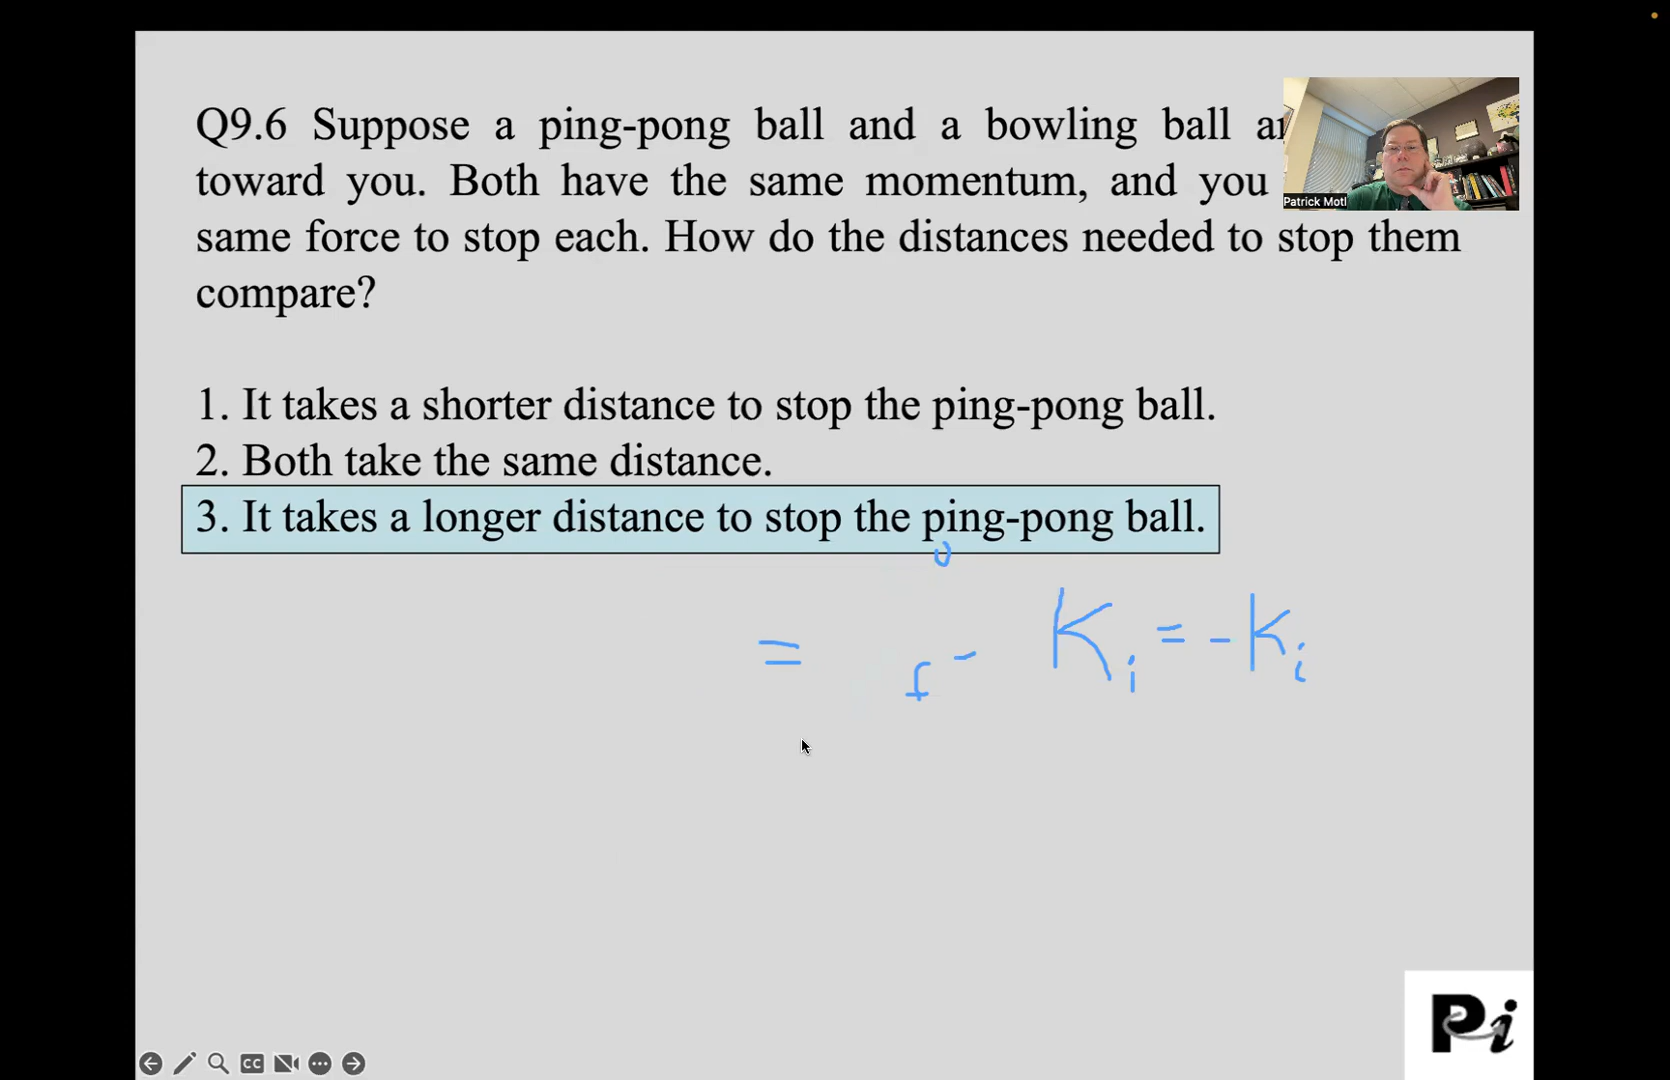 Q9.6 Suppose a ping-pong ball and a bowling ball
toward you. Both have the same momentum, and you
same force to stop each. How do the distances needed to stop them
compare?
Patrick Motl
1. It takes a shorter distance to stop the ping-pong ball.
2. Both take the same distance.
3. It takes a longer distance to stop the ping-pong ball.
0
= f - Ki = - Ki
CC
Pi